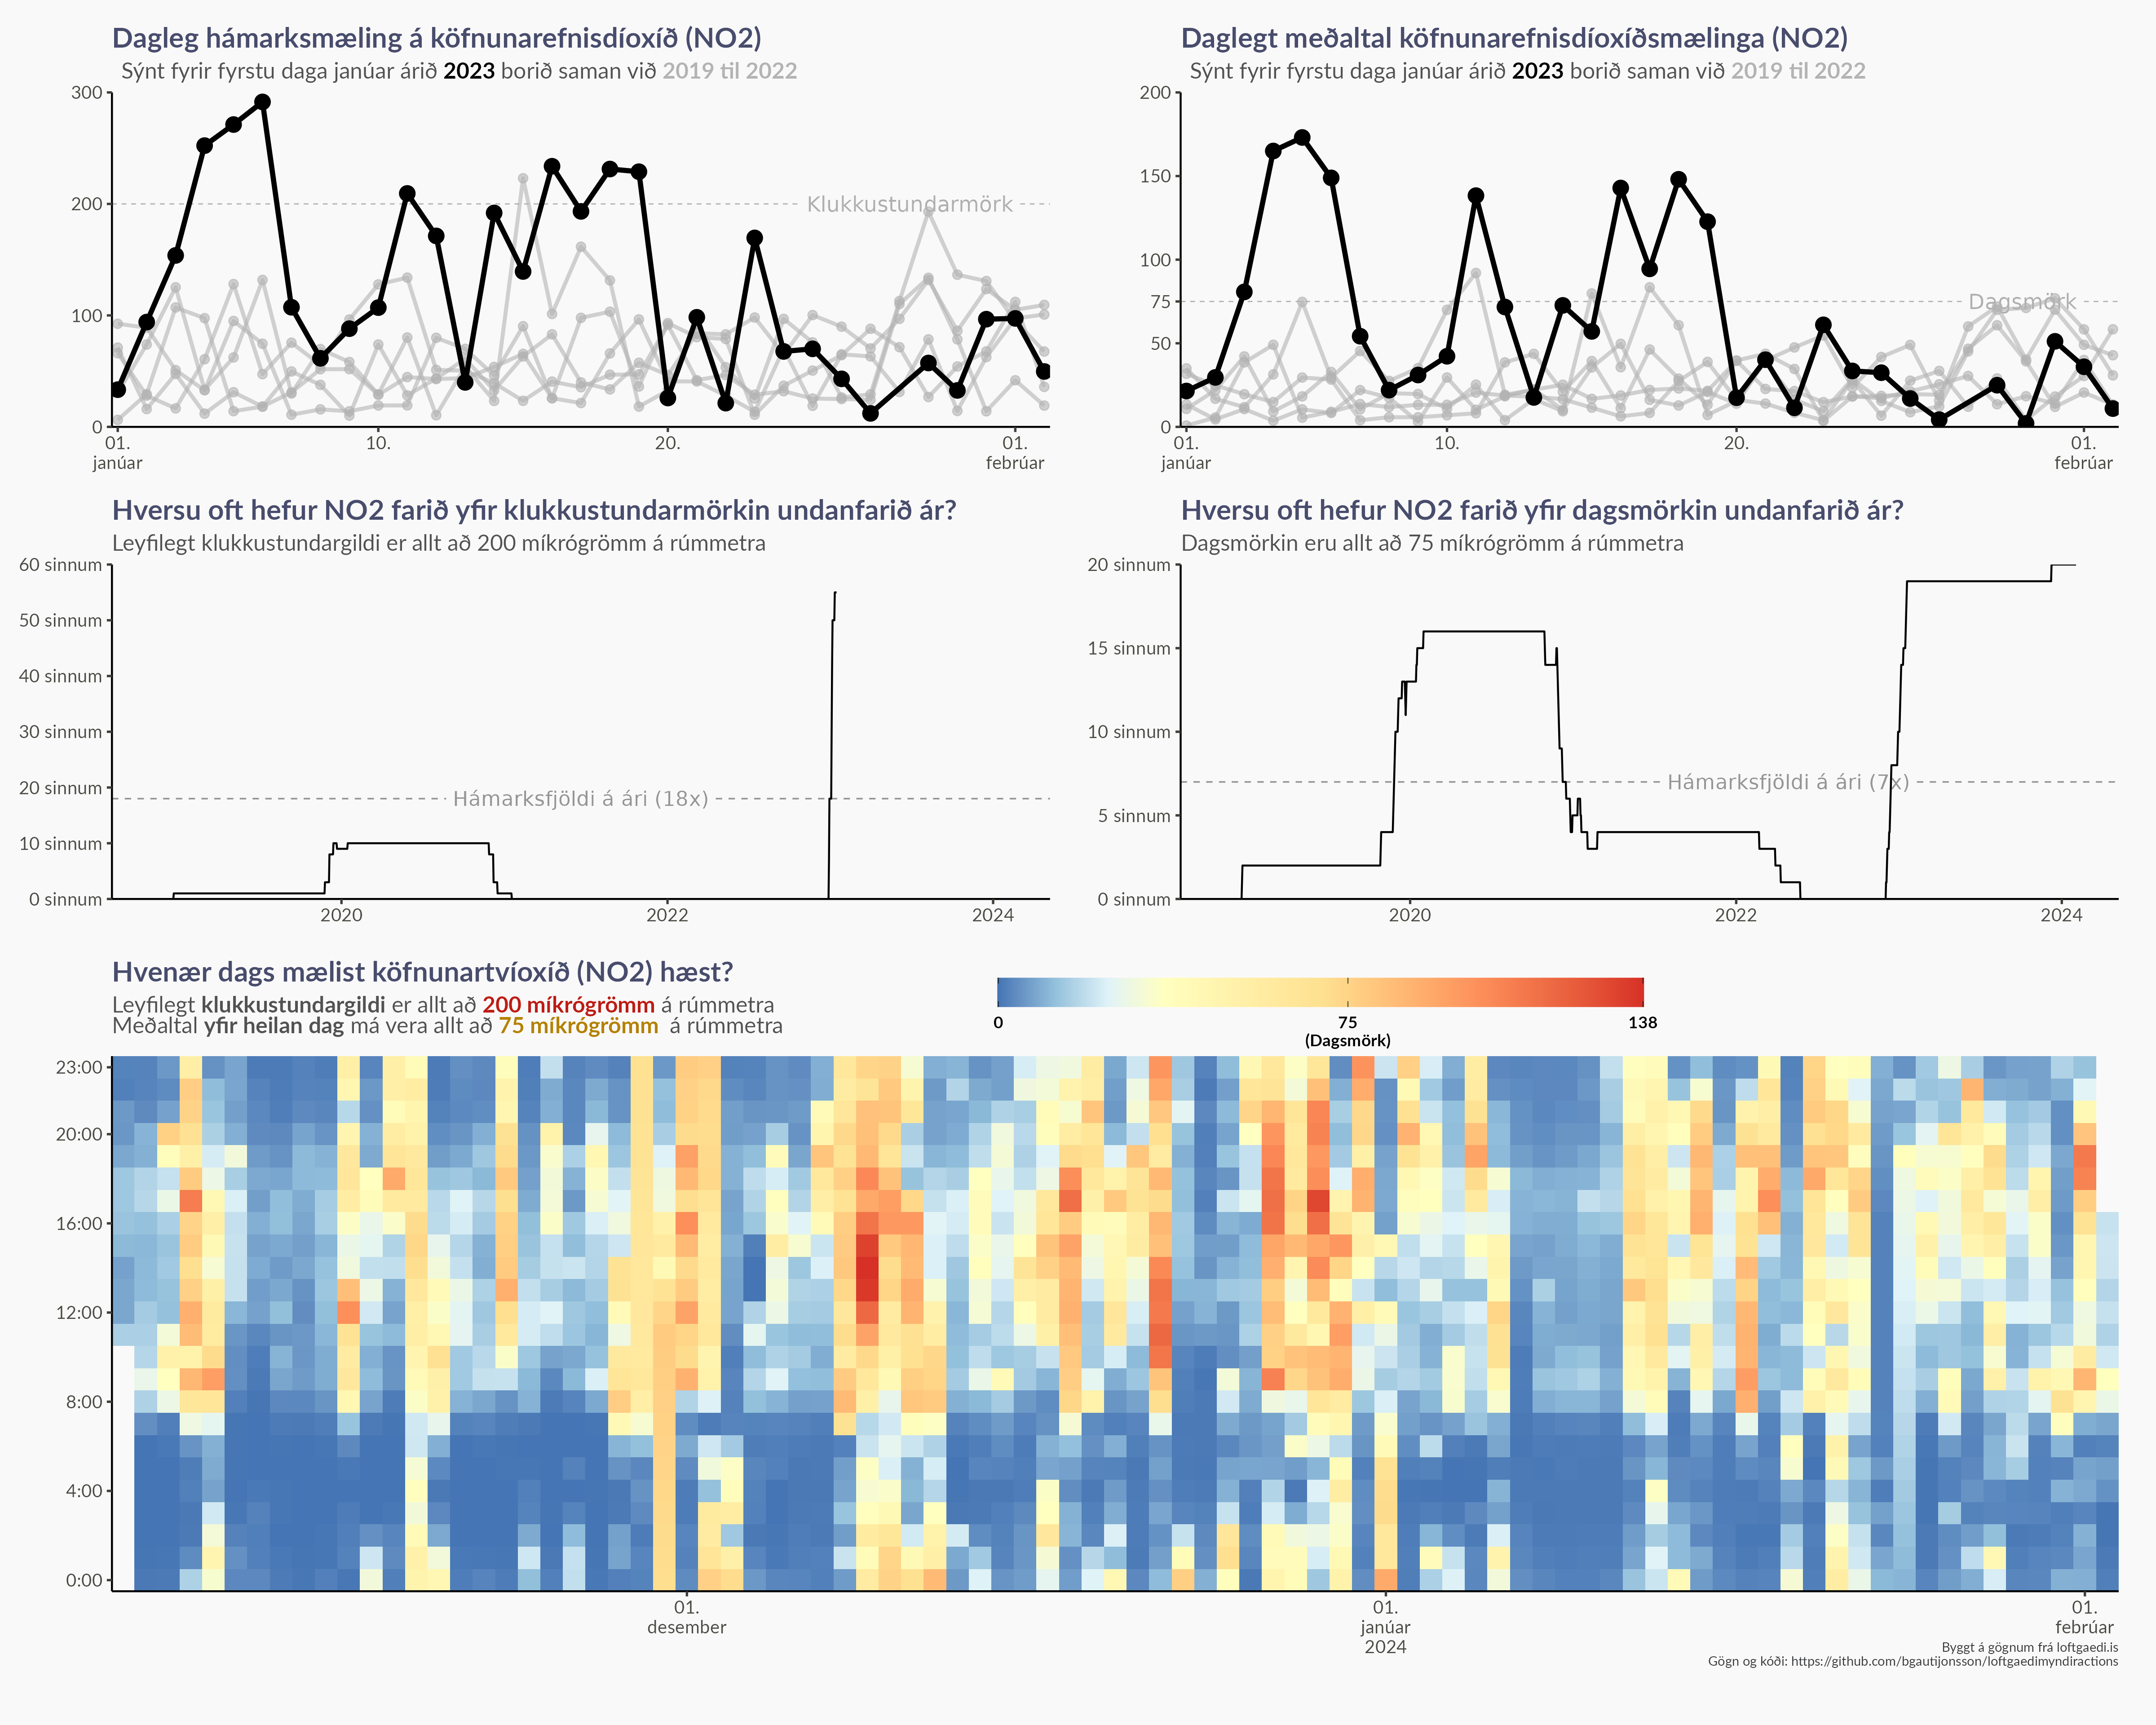 Dagleg hámarksmæling á köfnunarefnisdíoxíð (NO2)
Sýnt fyrir fyrstu daga janúar árið 2023 borið saman við 2019 til 2022
300
200
100
0
Klukkustundarmörk
01.
janúar
10.
20.
01.
febrúar
Daglegt meðaltal köfnunarefnisdíoxíðsmælinga (NO2)
Sýnt fyrir fyrstu daga janúar árið 2023 borið saman við 2019 til 2022
200
150
100
75
50
0
Dagsmörk
01.
janúar
10.
20.
01.
febrúar
Hversu oft hefur NO2 farið yfir klukkustundarmörkin undanfarið ár?
Leyfilegt klukkustundargildi er allt að 200 míkrógrömm á rúmmetra
60 sinnum
50 sinnum
40 sinnum
30 sinnum
20 sinnum
10 sinnum
0 sinnum
Hámarksfjöldi á ári (18x)
2020
2022
2024
Hversu oft hefur NO2 farið yfir dagsmörkin undanfarið ár?
Dagsmörkin eru allt að 75 míkrógrömm á rúmmetra
20 sinnum
15 sinnum
10 sinnum
5 sinnum
0 sinnum
Hámarksfjöldi á ári (7x)
2020
2022
2024
Hvenær dags mælist köfnunartvíoxíð (NO2) hæst?
Leyfilegt klukkustundargildi er allt að 200 míkrógrömm á rúmmetra
Meðaltal yfir heilan dag má vera allt að 75 míkrógrömm á rúmmetra
0
75
(Dagsmörk)
138
23:00
20:00
16:00
12:00
8:00
4:00
0:00
01.
desember
01.
janúar
2024
01.
febrúar
Byggt á gögnum frá loftgaedi.is
Gögn og kóði: https://github.com/bgautijonsson/loftgaedimyndiractions